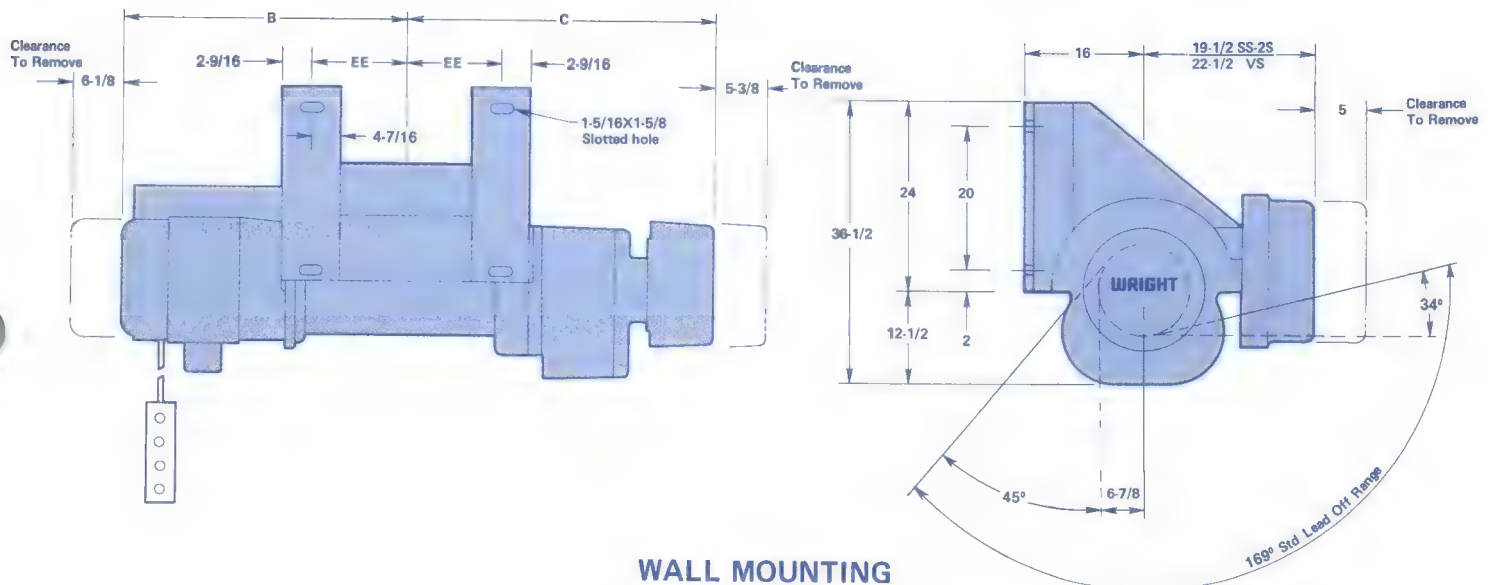 B
C
Clearance
To Remove
6-1/8
2-9/16
EE
EE
2-9/16
5-3/8
Clearance
To Remove
1-5/16X1-5/8
Slotted hole
4-7/16
16
19-1/2 SS-2S
22-1/2 VS
5
Clearance
To Remove
24
20
36-1/2
WRIGHT
34º
12-1/2
2
45º
6-7/8
169º Std Lead Off Range
WALL MOUNTING